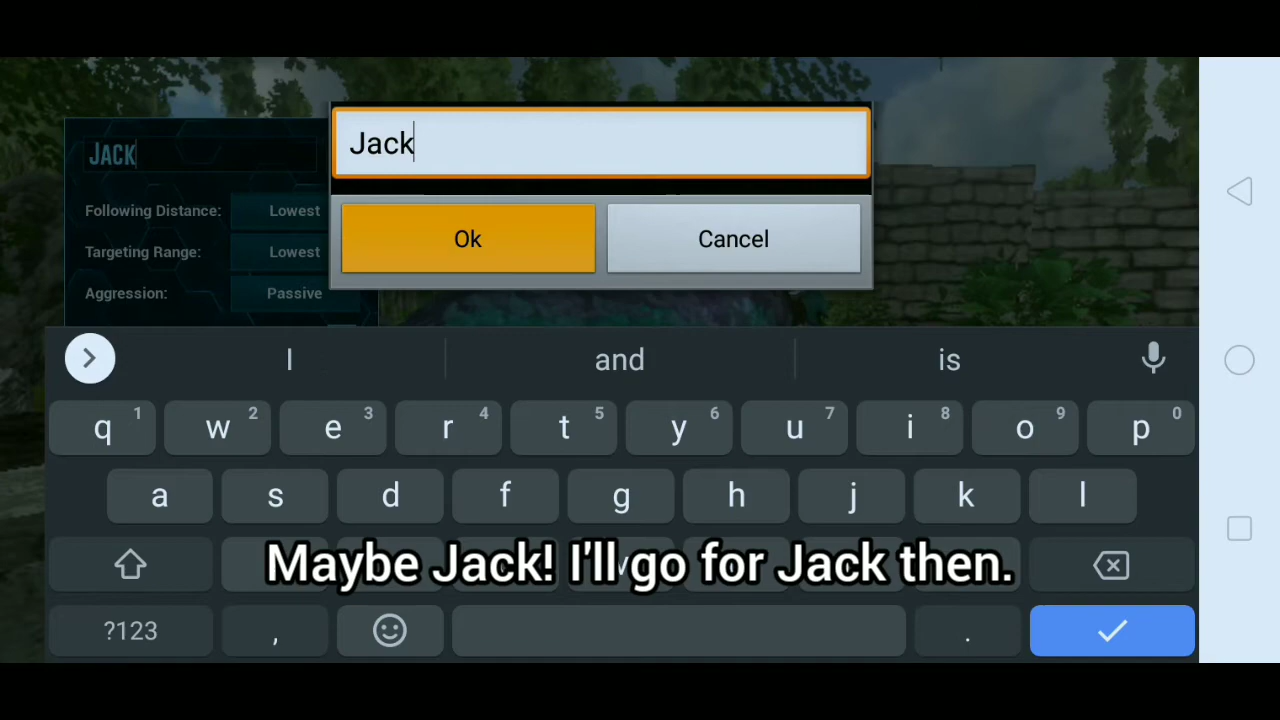 Jack
JACK
Ok Cancel
Following Distance: Lowest
Targeting Range: Lowest
Aggression: Passive
I and is
q 1 w 2 e 3 r 4 t 5 y 6 u 7 i 8 o 9 p 0
a s d f g h j k l
Maybe Jack! I'll go for Jack then.
?123 , .